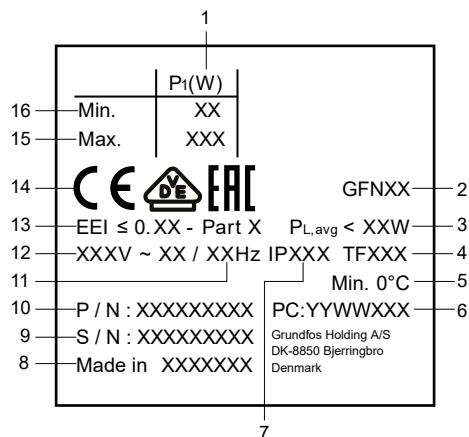 1
P1(W)
16 Min. XX
15 Max. XXX
14 CE VDE EAC GFNXX 2
13 EEI ≤ 0.XX - Part X PL,avg < XXW 3
12 XXXV ~ XX / XXHz IPXXX TFXXX 4
11 Min. 0°C 5
10 P / N : XXXXXXXXX PC:YYWWXXX 6
9 S / N : XXXXXXXXX Grundfos Holding A/S
DK-8850 Bjerringbro
8 Made in XXXXXXX Denmark
7